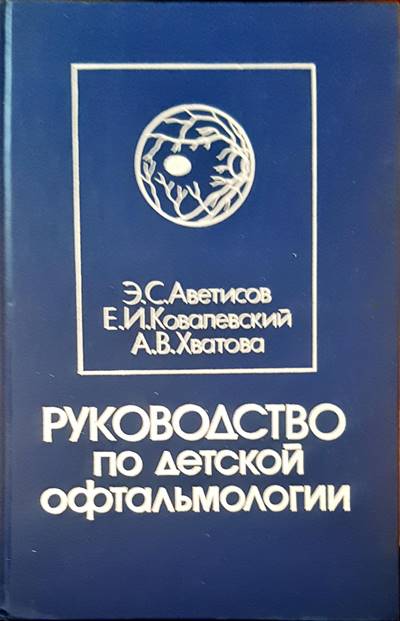 Э.С.Аветисов
Е.И.Ковалевский
А.В.Хватова
РУКОВОДСТВО
ПО ДЕТСКОЙ
ОФТАЛЬМОЛОГИИ